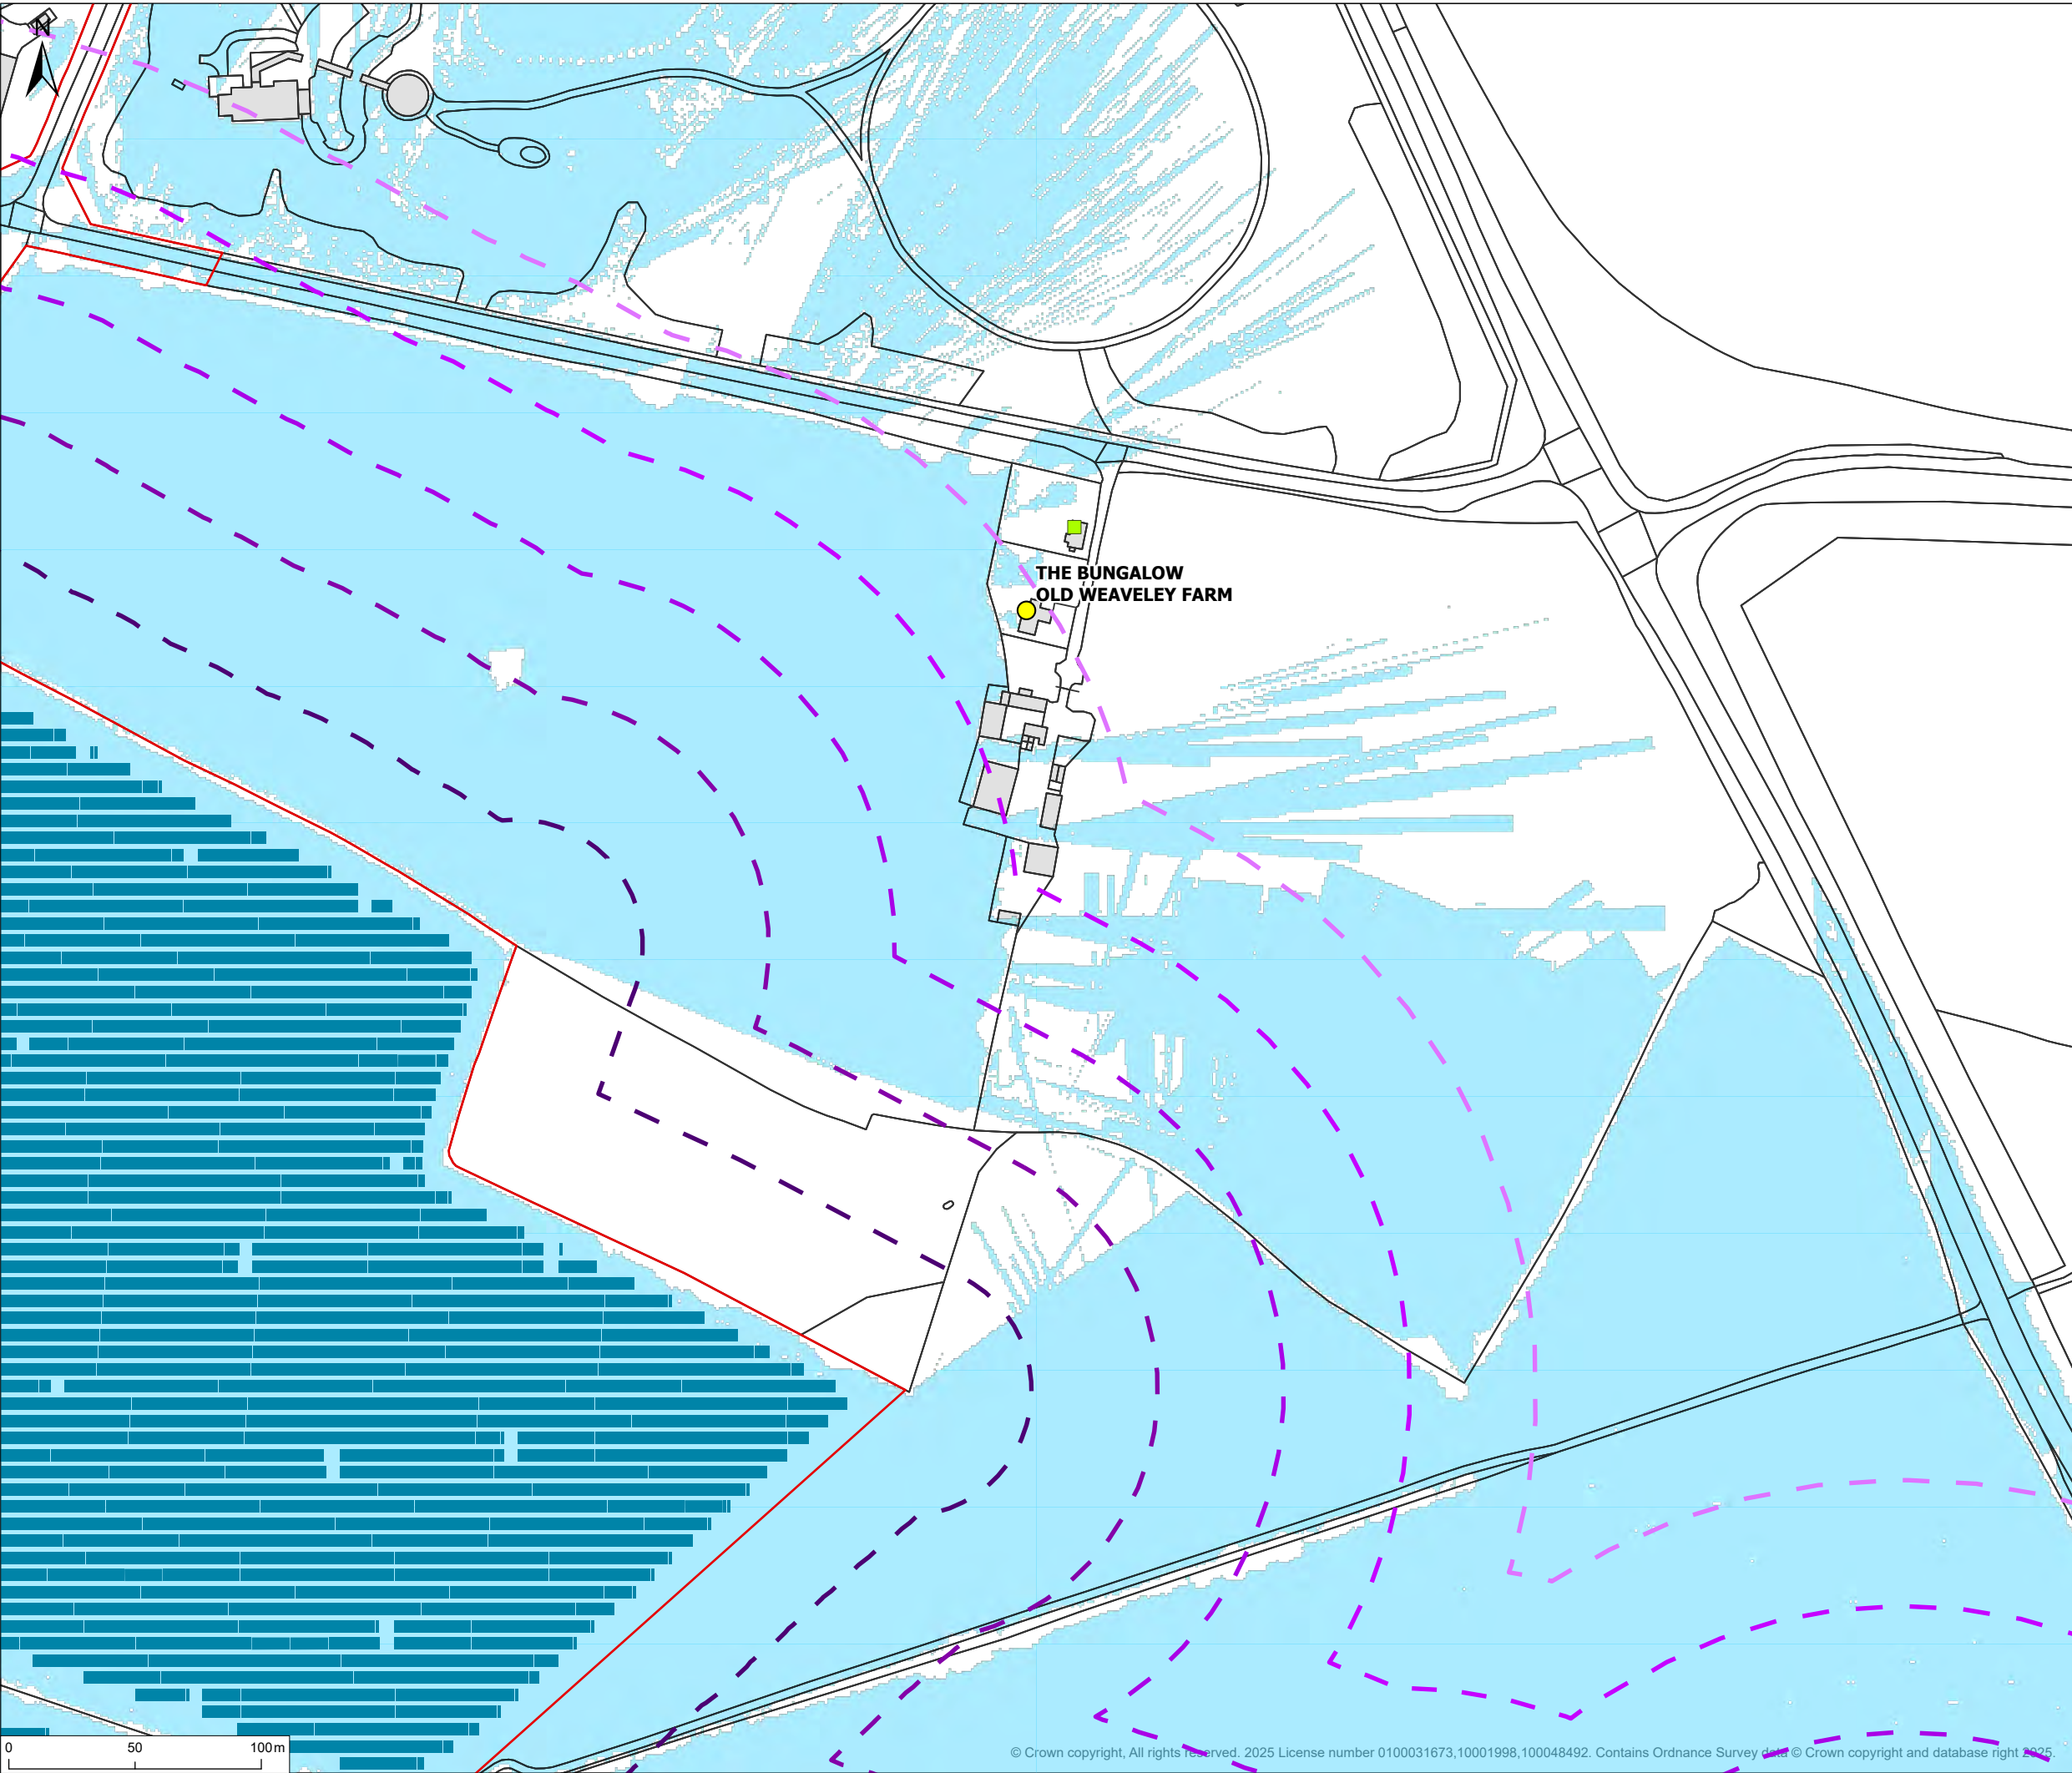 N
THE BUNGALOW
OLD WEAVELEY FARM
0 50 100m
© Crown copyright, All rights reserved. 2025 License number 0100031673,10001998,100048492. Contains Ordnance Survey data © Crown copyright and database right 2025.